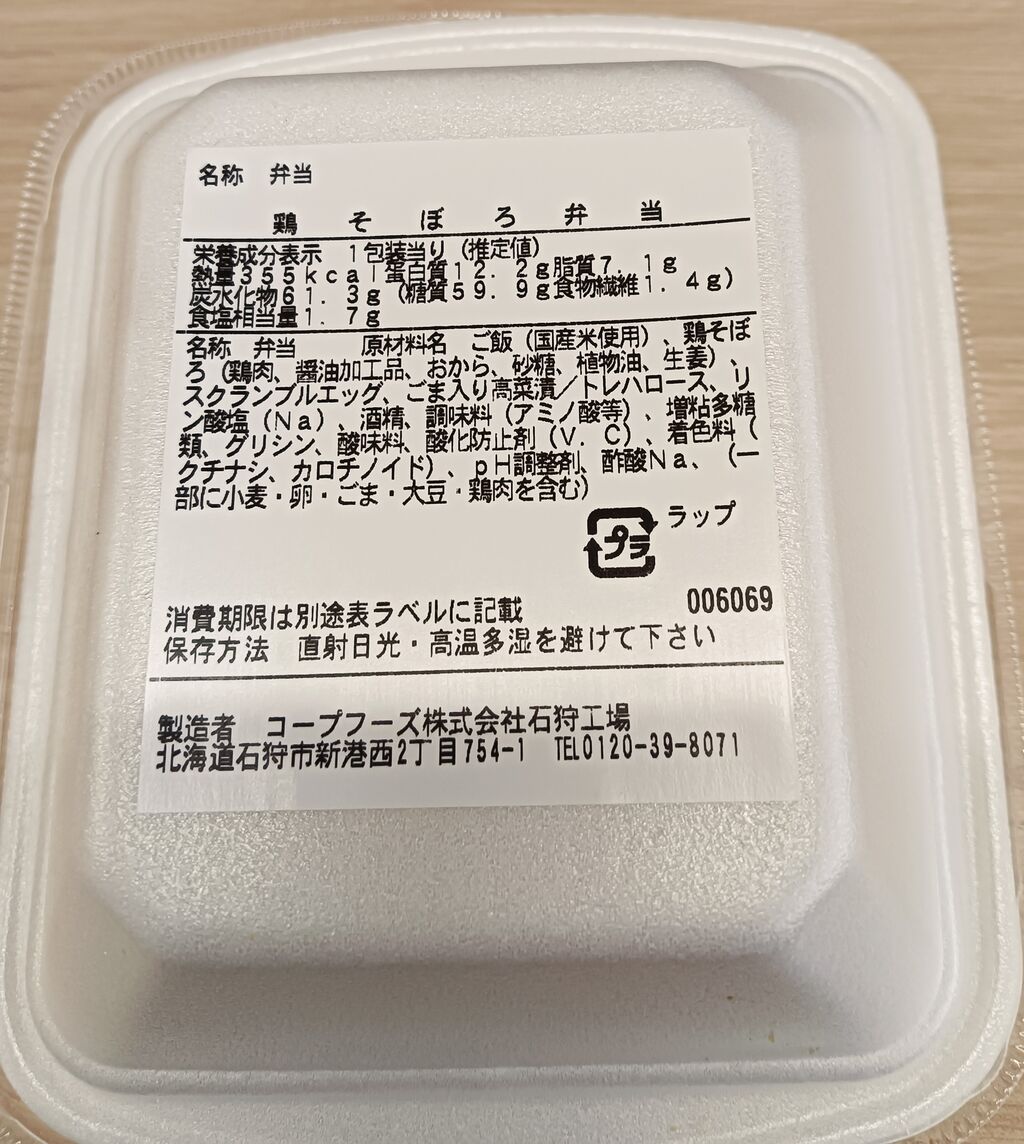 名称　弁当
鶏そぼろ弁当
栄養成分表示　1包装当り（推定値）
熱量355kcal蛋白質12.2g脂質7.1g
炭水化物61.3g（糖質59.9g食物繊維1.4g）
食塩相当量1.7g
名称　弁当　　原材料名　ご飯（国産米使用）、鶏そぼ
ろ（鶏肉、醤油加工品、おから、砂糖、植物油、生姜）、
スクランブルエッグ、ごま入り高菜漬／トレハロース、リ
ン酸塩（Na）、酒精、調味料（アミノ酸等）、増粘多糖
類、グリシン、酸味料、酸化防止剤（V.C）、着色料（
クチナシ、カロチノイド）、pH調整剤、酢酸Na、（一
部に小麦・卵・ごま・大豆・鶏肉を含む）
プラ ラップ
006069
消費期限は別途表ラベルに記載
保存方法　直射日光・高温多湿を避けて下さい
製造者　コープフーズ株式会社石狩工場
北海道石狩市新港西2丁目754-1　TEL0120-39-8071